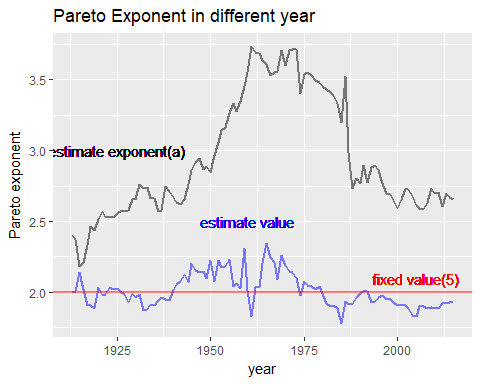 Pareto Exponent in different year
3.5
3.0
2.5
2.0
Pareto exponent
estimate exponent(a)
estimate value
fixed value(5)
1925
1950
1975
2000
year